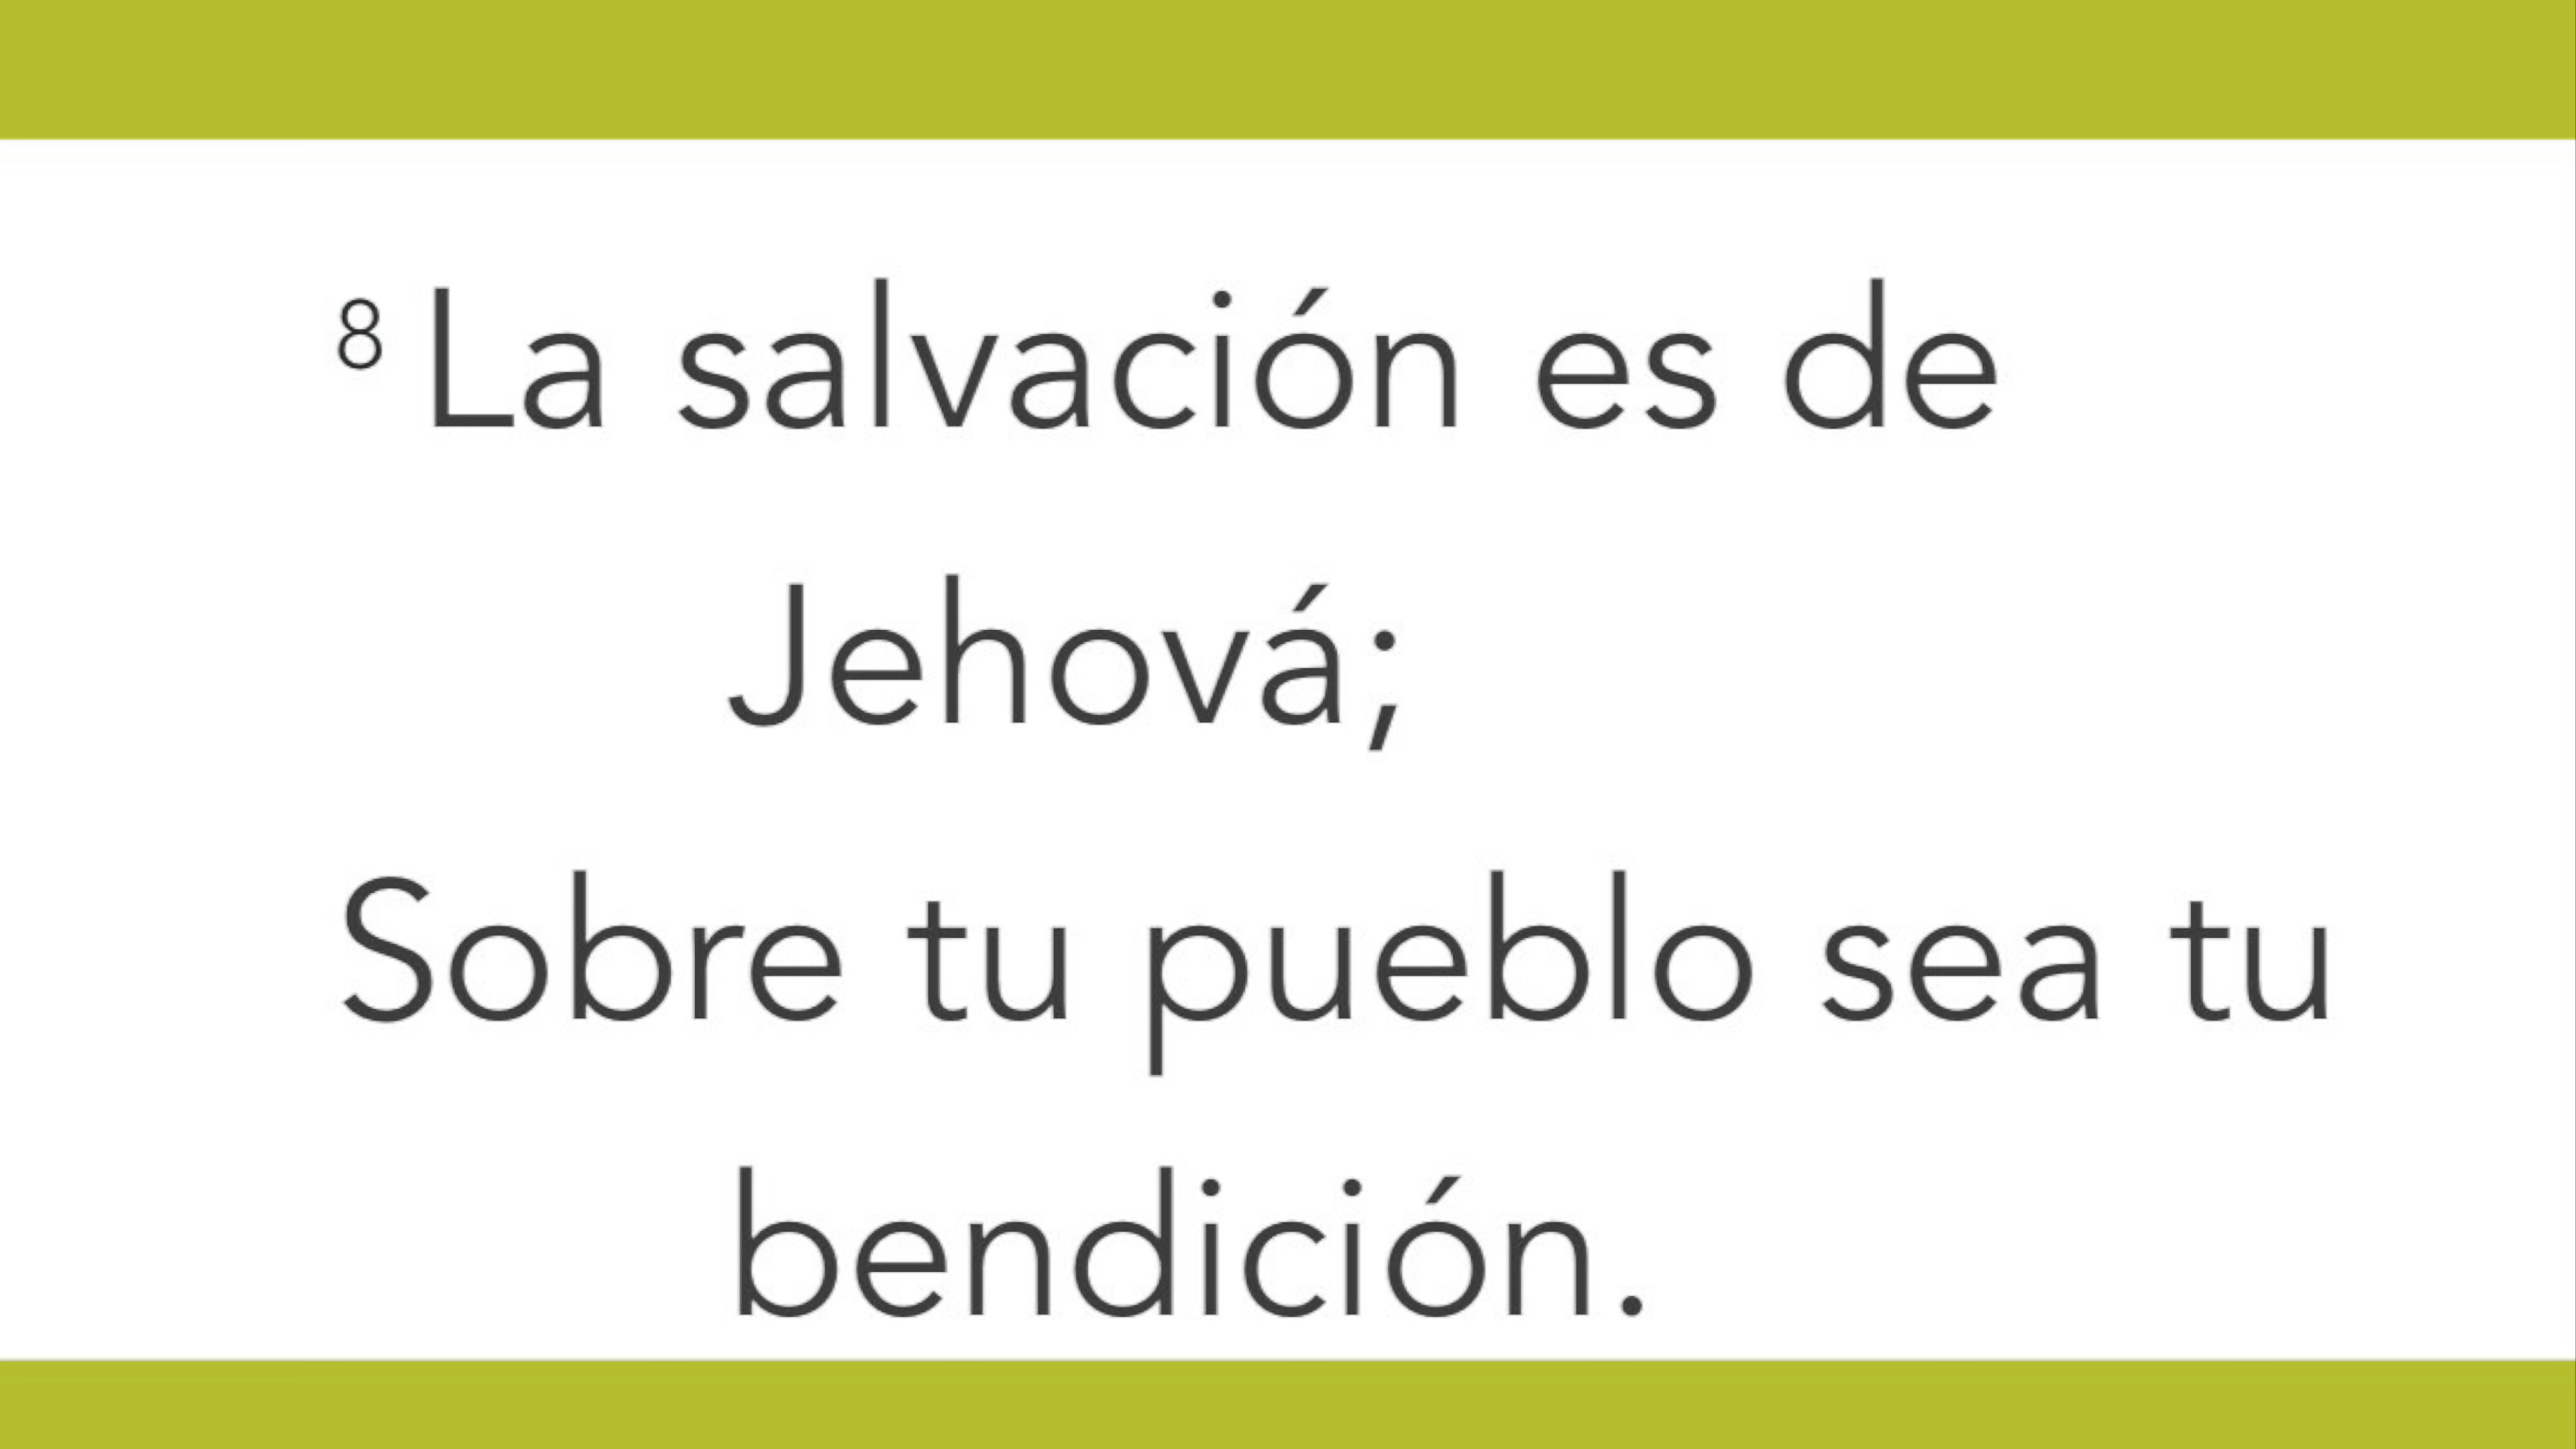 8 La salvación es de
Jehová;
Sobre tu pueblo sea tu
bendición.